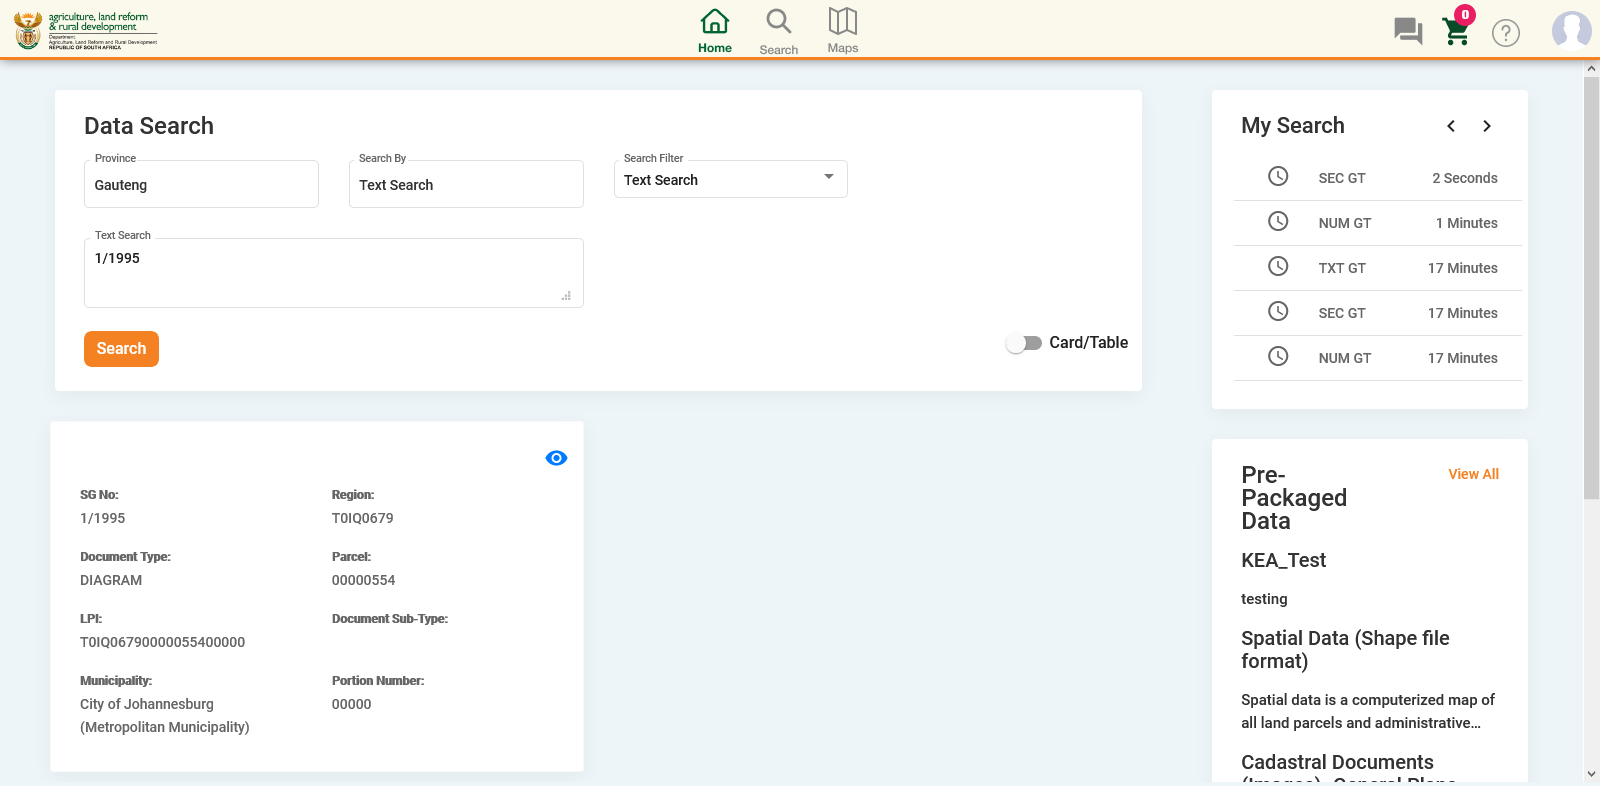 agriculture, land reform
& rural development
Department:
Agriculture, Land Reform and Rural Development
REPUBLIC OF SOUTH AFRICA
Home
Search
Maps
0
?
Data Search
Province
Gauteng
Search By
Text Search
Search Filter
Text Search
Text Search
1/1995
Search
Card/Table
SG No:
1/1995
Region:
T0IQ0679
Document Type:
DIAGRAM
Parcel:
00000554
LPI:
T0IQ06790000055400000
Document Sub-Type:
Municipality:
City of Johannesburg
(Metropolitan Municipality)
Portion Number:
00000
My Search
SEC GT 2 Seconds
NUM GT 1 Minutes
TXT GT 17 Minutes
SEC GT 17 Minutes
NUM GT 17 Minutes
Pre-
Packaged
Data
View All
KEA_Test
testing
Spatial Data (Shape file
format)
Spatial data is a computerized map of
all land parcels and administrative...
Cadastral Documents
(Images)- General Plans